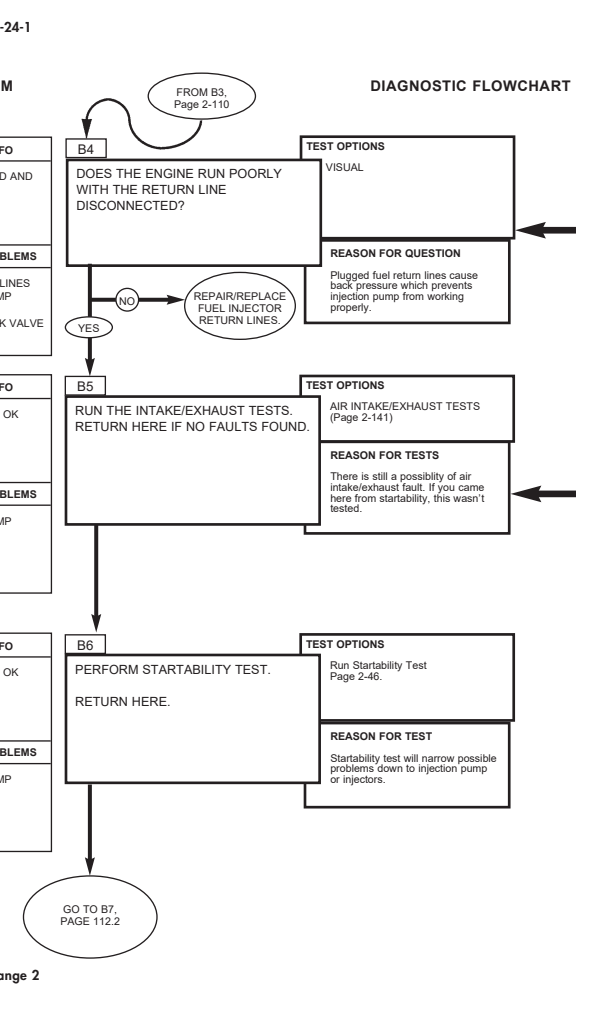 -24-1
M
DIAGNOSTIC FLOWCHART
FROM B3,
Page 2-110
FO
D AND
BLEMS
LINES
MP
K VALVE
B4
DOES THE ENGINE RUN POORLY
WITH THE RETURN LINE
DISCONNECTED?
TEST OPTIONS
VISUAL
REASON FOR QUESTION
Plugged fuel return lines cause
back pressure which prevents
injection pump from working
properly.
NO
REPAIR/REPLACE
FUEL INJECTOR
RETURN LINES.
YES
FO
OK
BLEMS
MP
B5
RUN THE INTAKE/EXHAUST TESTS.
RETURN HERE IF NO FAULTS FOUND.
TEST OPTIONS
AIR INTAKE/EXHAUST TESTS
(Page 2-141)
REASON FOR TESTS
There is still a possiblity of air
intake/exhaust fault. If you came
here from startability, this wasn't
tested.
FO
OK
BLEMS
MP
B6
PERFORM STARTABILITY TEST.
RETURN HERE.
TEST OPTIONS
Run Startability Test
Page 2-46.
REASON FOR TEST
Startability test will narrow possible
problems down to injection pump
or injectors.
GO TO B7,
PAGE 112.2
ange 2